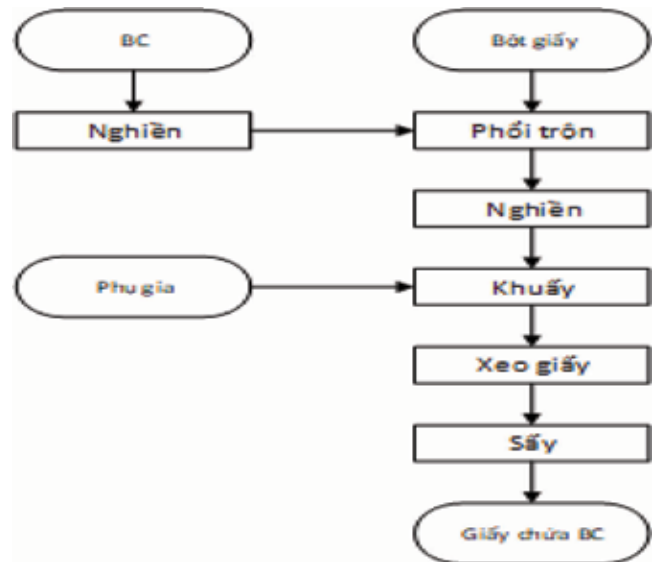 BC
Bột giấy
Nghiền
Phối trộn
Nghiền
Phụ gia
Khuấy
Xeo giấy
Sấy
Giấy chứa BC